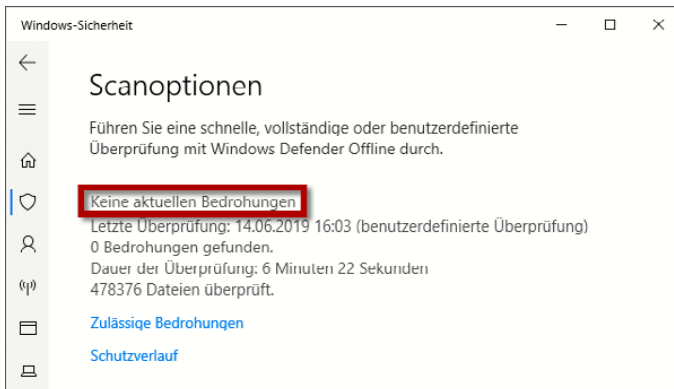 Windows-Sicherheit
Scanoptionen
Führen Sie eine schnelle, vollständige oder benutzerdefinierte
Überprüfung mit Windows Defender Offline durch.
Keine aktuellen Bedrohungen
Letzte Überprüfung: 14.06.2019 16:03 (benutzerdefinierte Überprüfung)
0 Bedrohungen gefunden.
Dauer der Überprüfung: 6 Minuten 22 Sekunden
478376 Dateien überprüft.
Zulässige Bedrohungen
Schutzverlauf